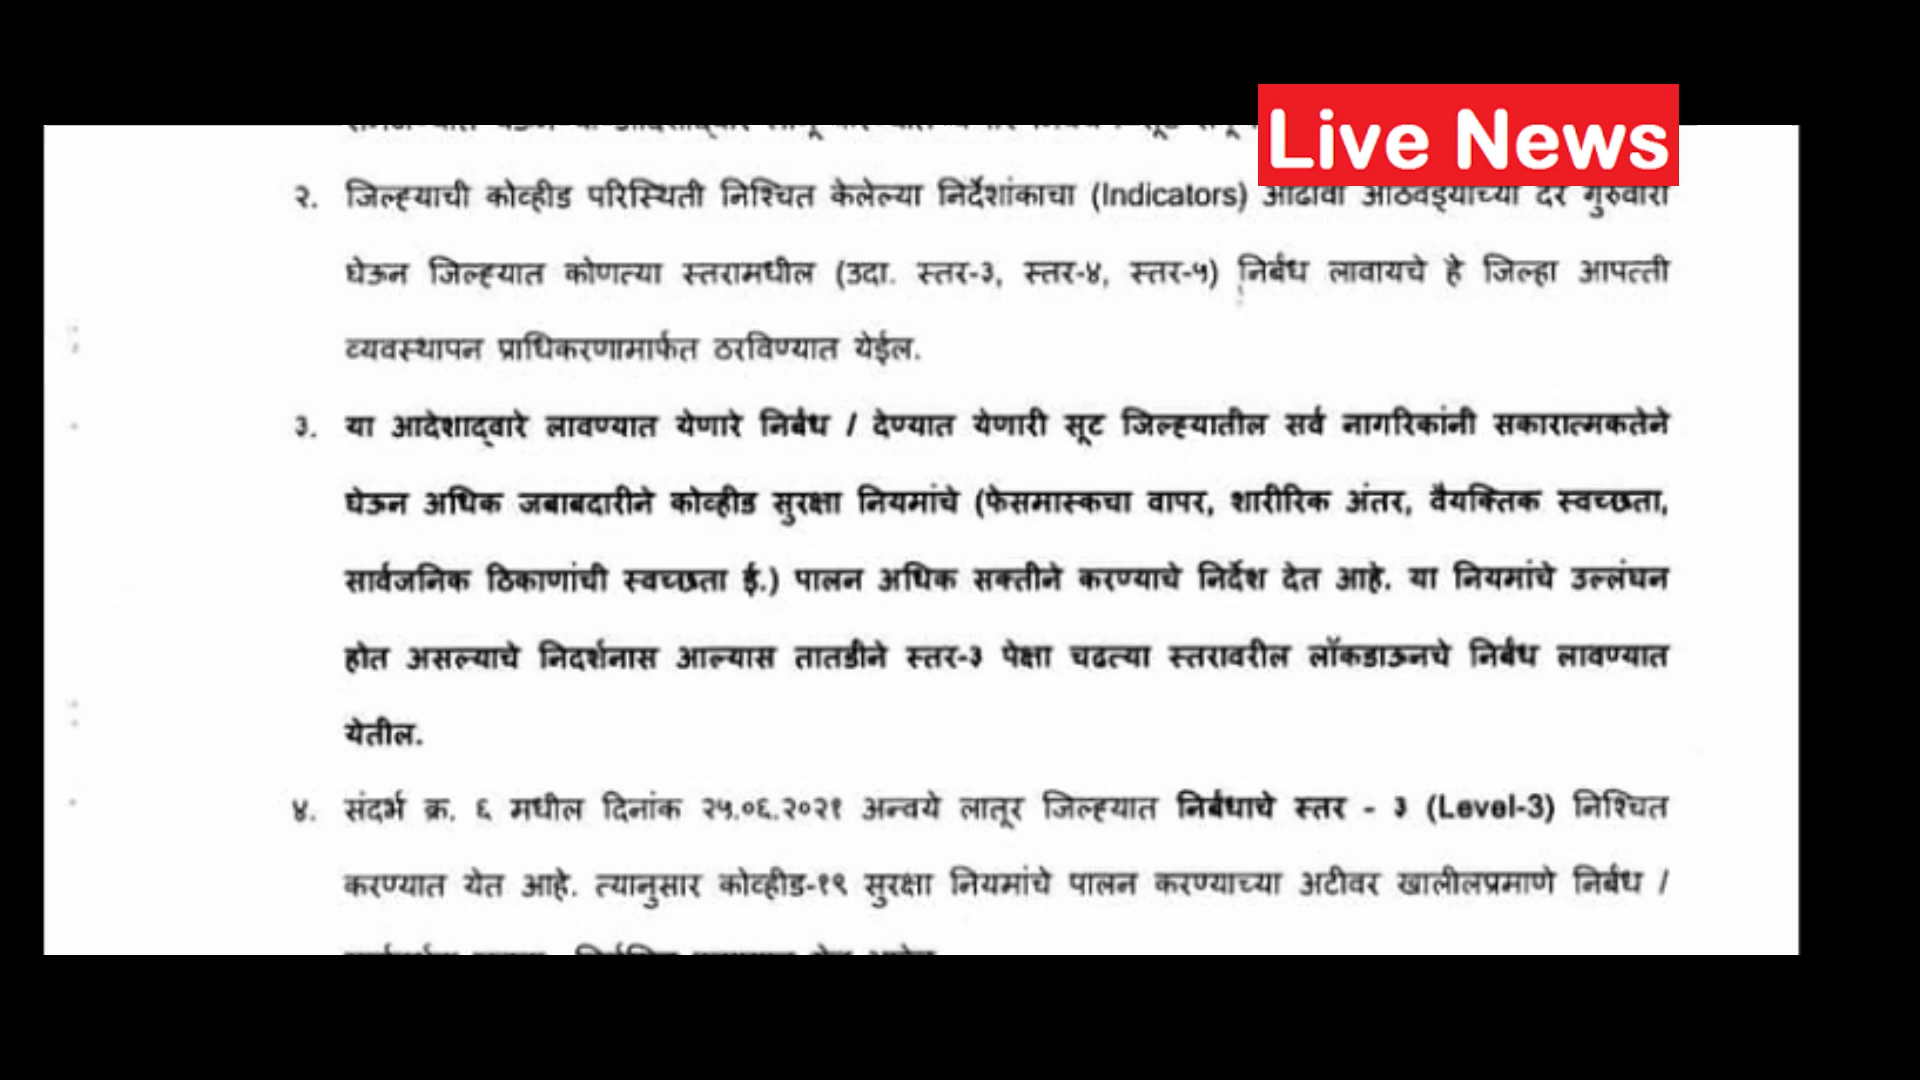 Live News
२. जिल्ह्याची कोव्हीड परिस्थिती निश्चित केलेल्या निर्देशांकाचा (Indicators) आढावा आठवड्याच्या दर गुरुवारी
घेऊन जिल्ह्यात कोणत्या स्तरामधील (उदा. स्तर-३, स्तर-४, स्तर-५) निर्बंध लावायचे हे जिल्हा आपत्ती
व्यवस्थापन प्राधिकरणामार्फत ठरविण्यात येईल.
३. या आदेशाद्वारे लावण्यात येणारे निर्बंध / देण्यात येणारी सूट जिल्ह्यातील सर्व नागरिकांनी सकारात्मकतेने
घेऊन अधिक जबाबदारीने कोव्हीड सुरक्षा नियमांचे (फेसमास्कचा वापर, शारीरिक अंतर, वैयक्तिक स्वच्छता,
सार्वजनिक ठिकाणांची स्वच्छता ई.) पालन अधिक सक्तीने करण्याचे निर्देश देत आहे. या नियमांचे उल्लंघन
होत असल्याचे निदर्शनास आल्यास तातडीने स्तर-३ पेक्षा चढत्या स्तरावरील लॉकडाऊनचे निर्बंध लावण्यात
येतील.
४. संदर्भ क्र. ६ मधील दिनांक २५.०६.२०२१ अन्वये लातूर जिल्ह्यात निर्बंधाचे स्तर - ३ (Level-3) निश्चित
करण्यात येत आहे. त्यानुसार कोव्हीड-१९ सुरक्षा नियमांचे पालन करण्याच्या अटीवर खालीलप्रमाणे निर्बंध /